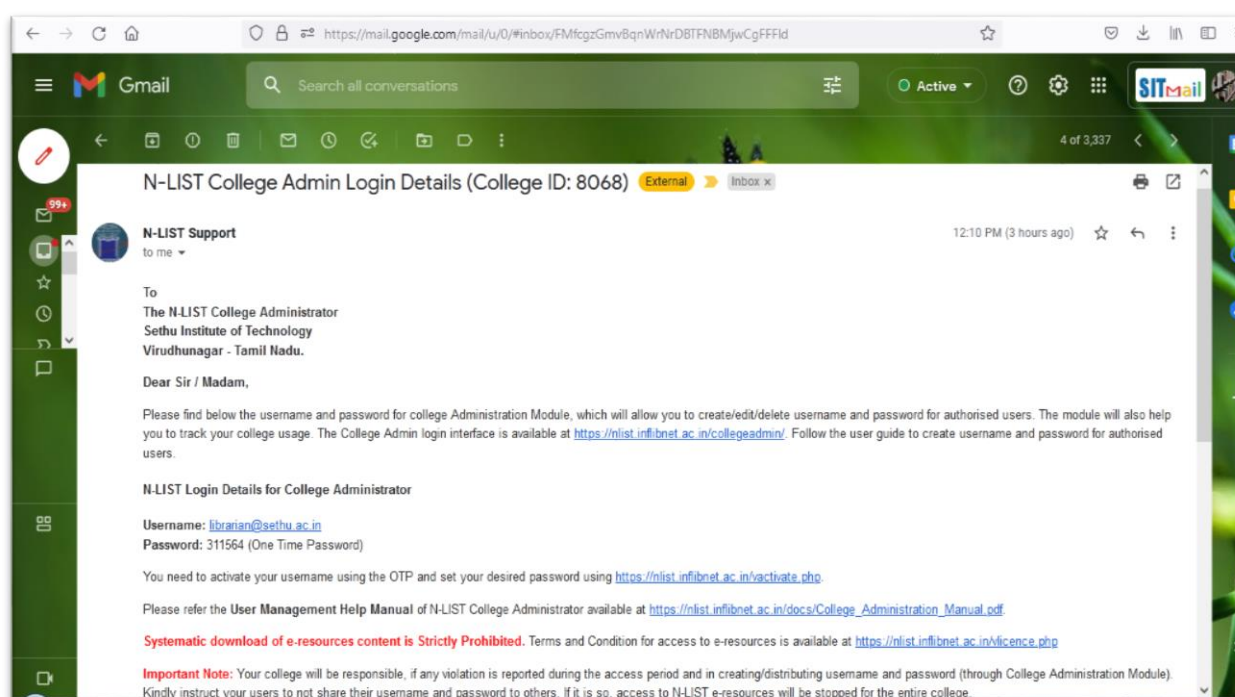 https://mail.google.com/mail/u/0/#inbox/FMfcgzGmvBqnWrNrDBTFNBMjwCgFFFld
Gmail
Search all conversations
Active
SITMail
4 of 3,337
N-LIST College Admin Login Details (College ID: 8068) External Inbox x
99+
N-LIST Support
12:10 PM (3 hours ago)
to me
To
The N-LIST College Administrator
Sethu Institute of Technology
Virudhunagar - Tamil Nadu.
Dear Sir / Madam,
Please find below the username and password for college Administration Module, which will allow you to create/edit/delete username and password for authorised users. The module will also help
you to track your college usage. The College Admin login interface is available at https://nlist.inflibnet.ac.in/collegeadmin/. Follow the user guide to create username and password for authorised
users.
N-LIST Login Details for College Administrator
Username: librarian@sethu.ac.in
Password: 311564 (One Time Password)
You need to activate your username using the OTP and set your desired password using https://nlist.inflibnet.ac.in/vactivate.php.
Please refer the User Management Help Manual of N-LIST College Administrator available at https://nlist.inflibnet.ac.in/docs/College_Administration_Manual.pdf.
Systematic download of e-resources content is Strictly Prohibited. Terms and Condition for access to e-resources is available at https://nlist.inflibnet.ac.in/vlicence.php
Important Note: Your college will be responsible, if any violation is reported during the access period and in creating/distributing username and password (through College Administration Module).
Kindly instruct your users to not share their username and password to others. If it is so, access to N-LIST e-resources will be stopped for the entire college.